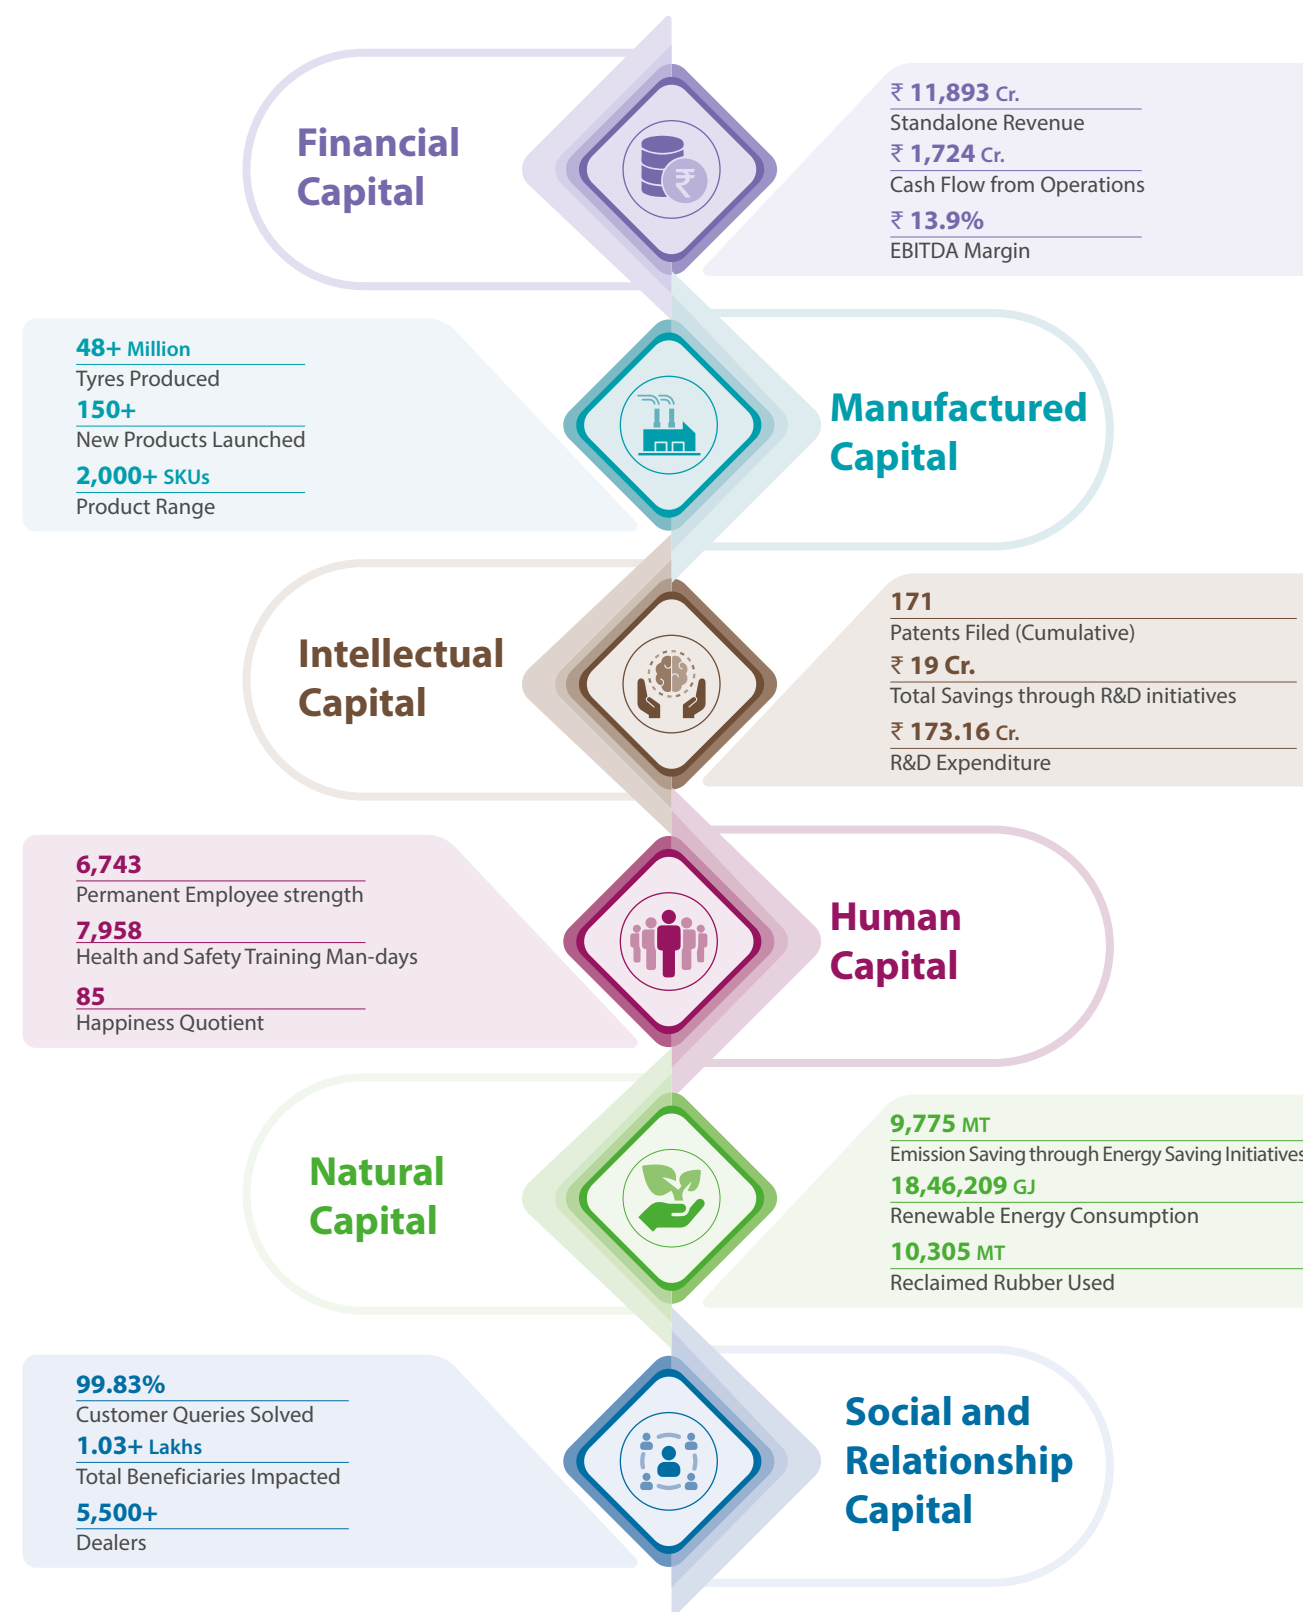 Financial
Capital
₹ 11,893 Cr.
Standalone Revenue
₹ 1,724 Cr.
Cash Flow from Operations
₹ 13.9%
EBITDA Margin
48+ Million
Tyres Produced
150+
New Products Launched
2,000+ SKUs
Product Range
Manufactured
Capital
Intellectual
Capital
171
Patents Filed (Cumulative)
₹ 19 Cr.
Total Savings through R&D initiatives
₹ 173.16 Cr.
R&D Expenditure
6,743
Permanent Employee strength
7,958
Health and Safety Training Man-days
85
Happiness Quotient
Human
Capital
Natural
Capital
9,775 MT
Emission Saving through Energy Saving Initiatives
18,46,209 GJ
Renewable Energy Consumption
10,305 MT
Reclaimed Rubber Used
99.83%
Customer Queries Solved
1.03+ Lakhs
Total Beneficiaries Impacted
5,500+
Dealers
Social and
Relationship
Capital